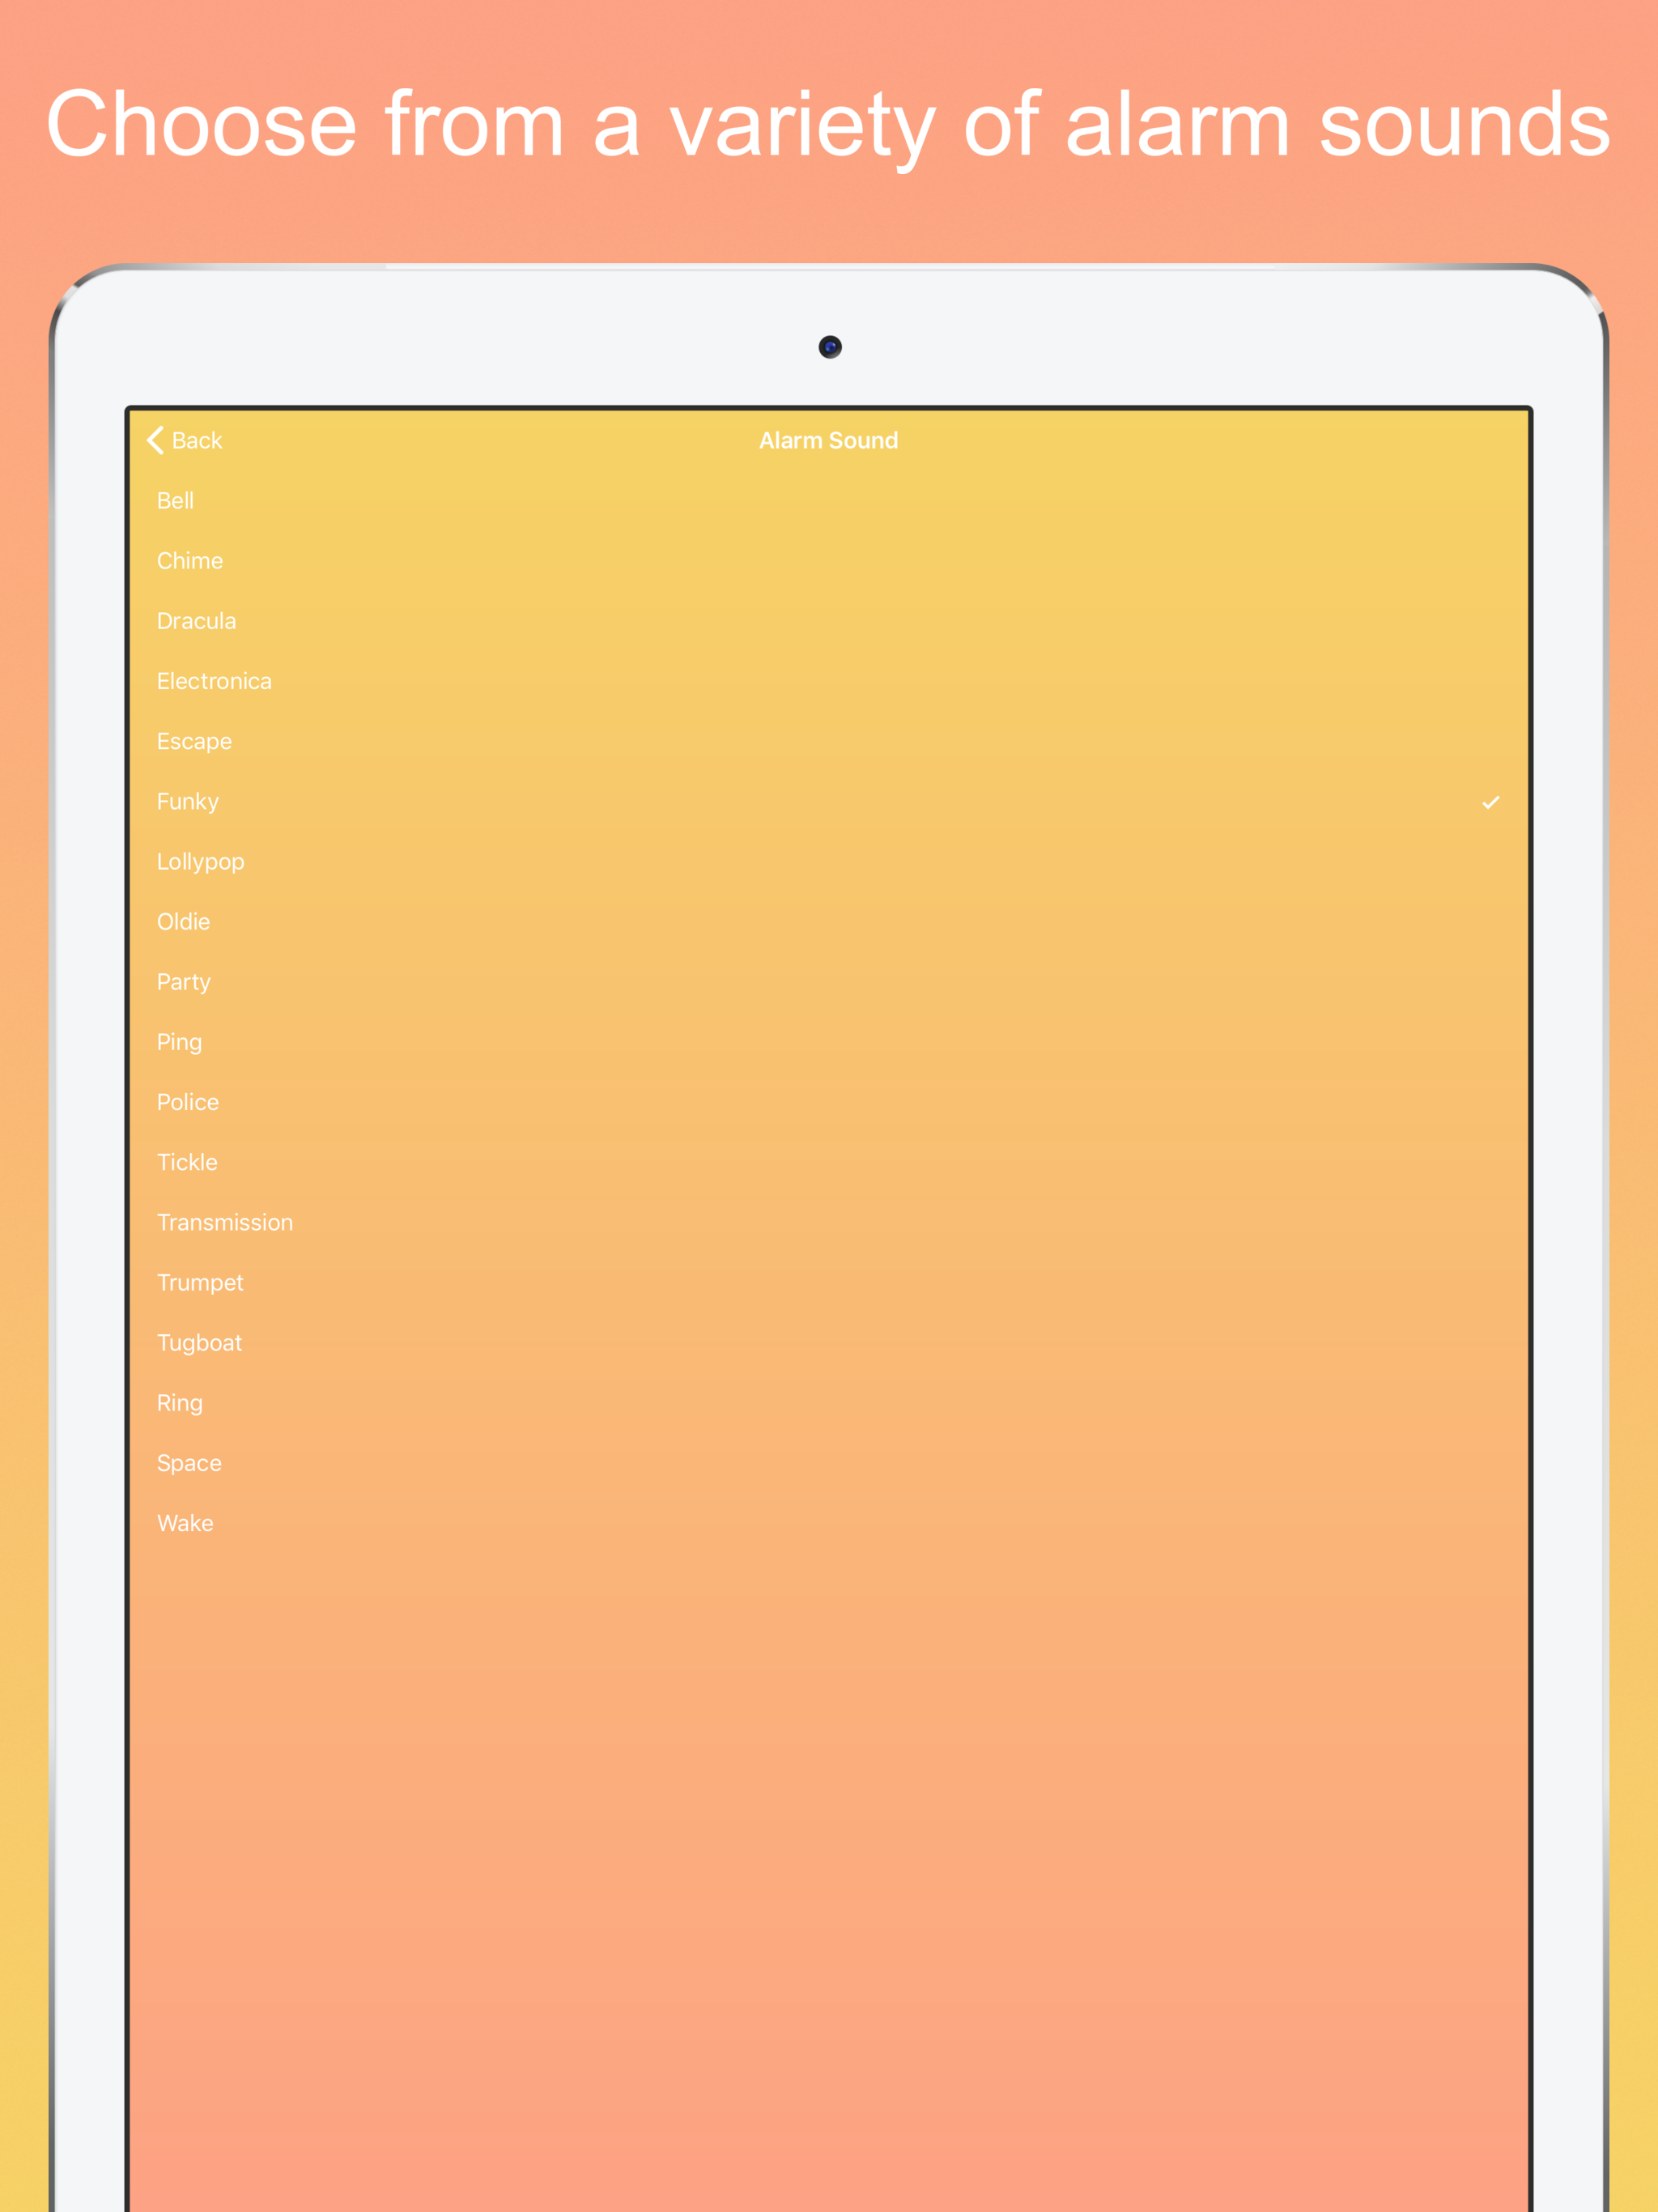 Choose from a variety of alarm sounds
Back
Alarm Sound
Bell
Chime
Dracula
Electronica
Escape
Funky
Lollypop
Oldie
Party
Ping
Police
Tickle
Transmission
Trumpet
Tugboat
Ring
Space
Wake